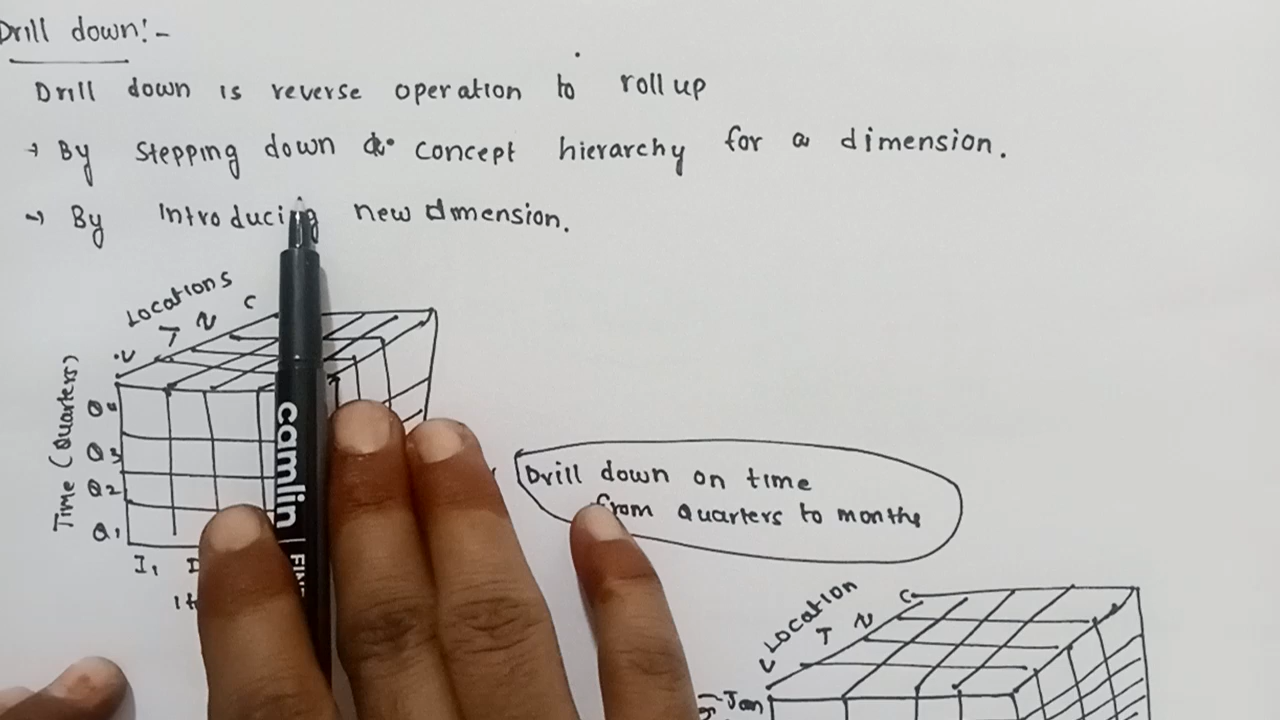 Drill down:-
Drill down is reverse operation to roll up
→ By stepping down concept hierarchy for a dimension.
→ By Introducing new dmension.
Locations
V T N C
Time (Quarters)
Q4
Q3
Q2
Q1
I1
camlin
Drill down on time
from Quarters to months
Location
V T N C
Jan